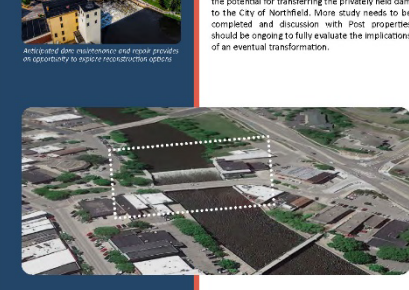 Anticipated dam maintenance and repair provides
an opportunity to explore reconstruction options
the potential for transferring the privately held dam
to the City of Northfield. More study needs to be
completed and discussion with Post properties
should be ongoing to fully evaluate the implications
of an eventual transformation.